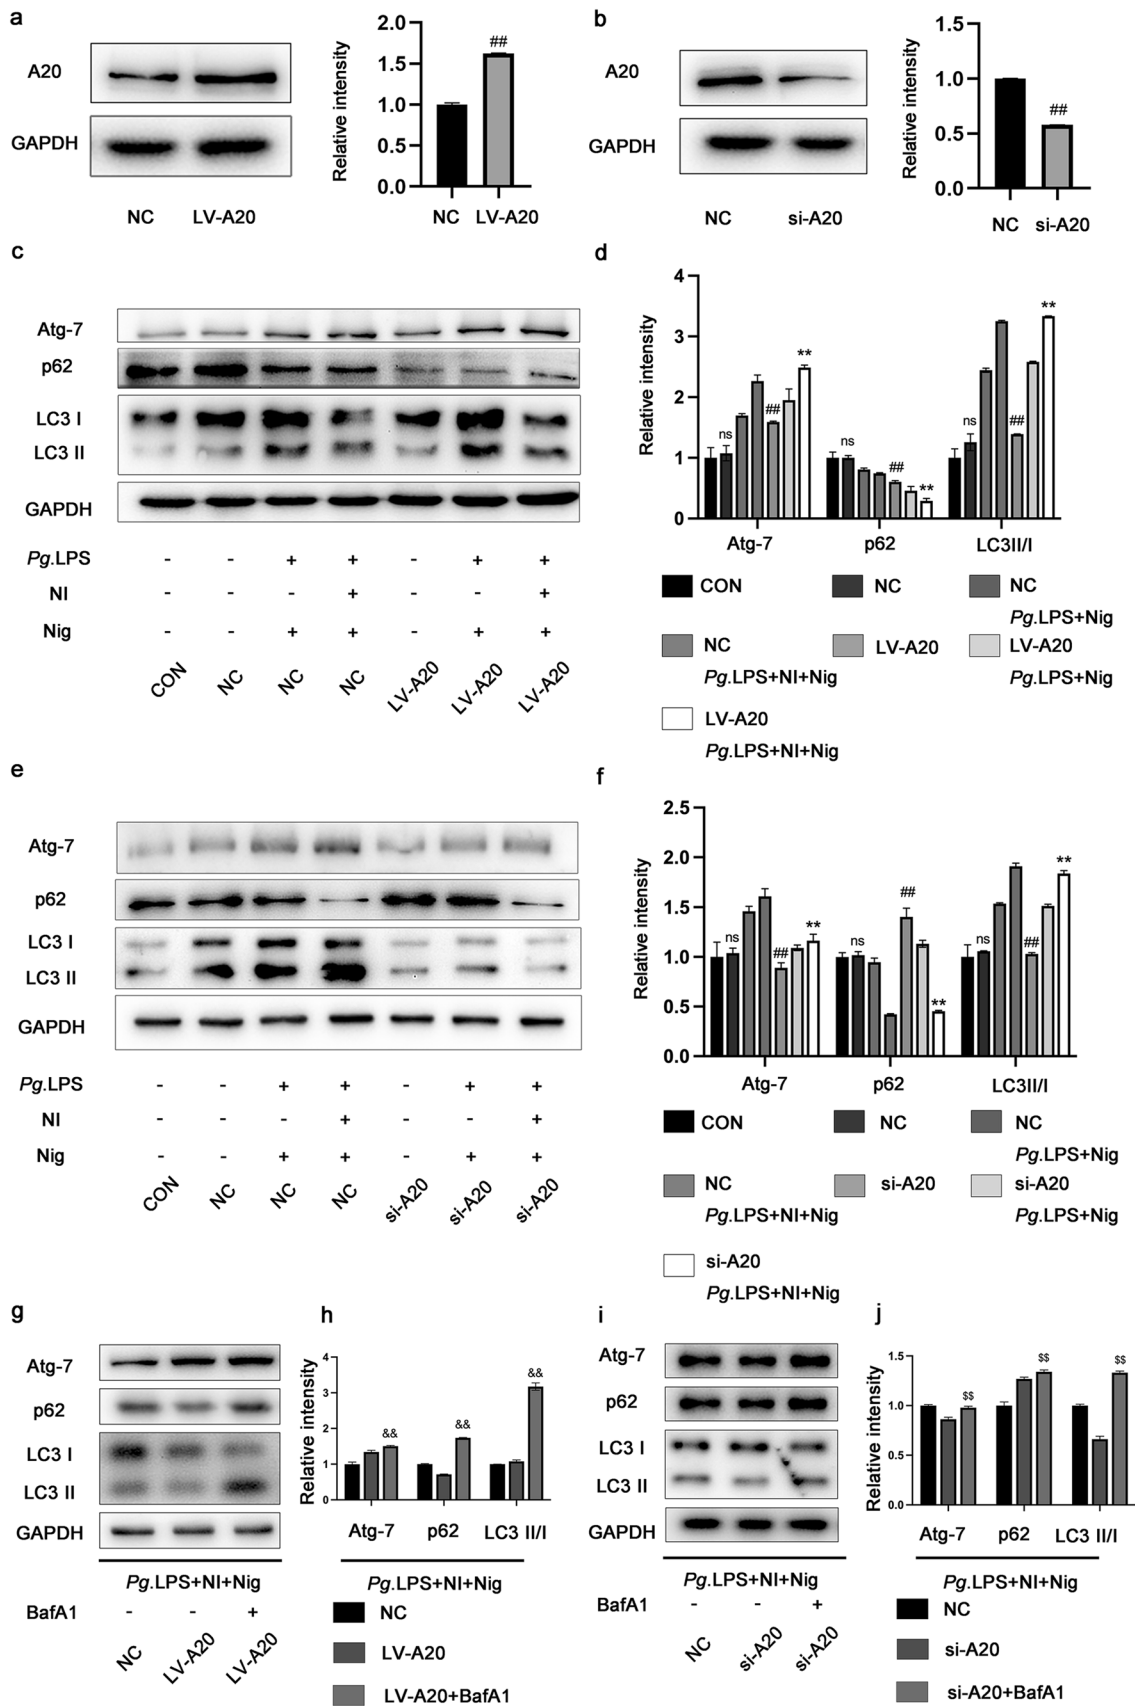 a
A20
GAPDH
NC LV-A20
Relative intensity
2.0
1.5
1.0
0.5
0.0
##
NC LV-A20
b
A20
GAPDH
NC si-A20
Relative intensity
1.5
1.0
0.5
0.0
##
NC si-A20
c
Atg-7
p62
LC3 I
LC3 II
GAPDH
Pg.LPS - - + + - + +
NI - - - + - - +
Nig - - + + - + +
CON NC NC NC LV-A20 LV-A20 LV-A20
d
Relative intensity
4
3
2
1
0
ns ## **
ns ## **
ns ## **
Atg-7 p62 LC3II/I
CON NC NC
Pg.LPS+Nig
NC LV-A20 LV-A20
Pg.LPS+NI+Nig Pg.LPS+Nig
LV-A20
Pg.LPS+NI+Nig
e
Atg-7
p62
LC3 I
LC3 II
GAPDH
Pg.LPS - - + + - + +
NI - - - + - - +
Nig - - + + - + +
CON NC NC NC si-A20 si-A20 si-A20
f
Relative intensity
2.5
2.0
1.5
1.0
0.5
0.0
ns ## **
ns ## **
ns ## **
Atg-7 p62 LC3II/I
CON NC NC
Pg.LPS+Nig
NC si-A20 si-A20
Pg.LPS+NI+Nig Pg.LPS+Nig
si-A20
Pg.LPS+NI+Nig
g
Atg-7
p62
LC3 I
LC3 II
GAPDH
Pg.LPS+NI+Nig
BafA1 - - +
NC LV-A20 LV-A20
h
Relative intensity
4
3
2
1
0
&& && &&
Atg-7 p62 LC3 II/I
Pg.LPS+NI+Nig
NC
LV-A20
LV-A20+BafA1
i
Atg-7
p62
LC3 I
LC3 II
GAPDH
Pg.LPS+NI+Nig
BafA1 - - +
NC si-A20 si-A20
j
Relative intensity
1.5
1.0
0.5
0.0
$$ $$ $$
Atg-7 p62 LC3 II/I
Pg.LPS+NI+Nig
NC
si-A20
si-A20+BafA1